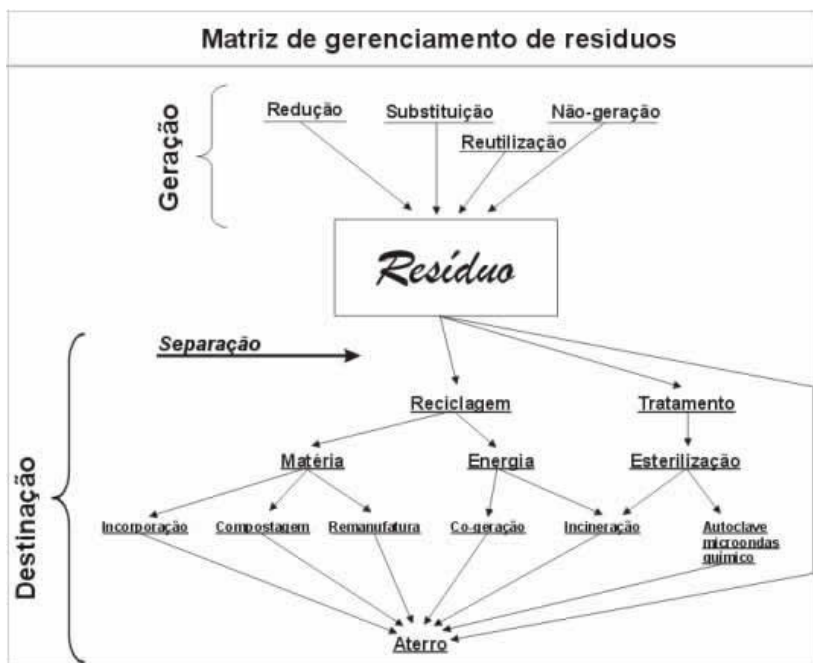 Matriz de gerenciamento de resíduos
Geração
Redução
Substituição
Não-geração
Reutilização
Resíduo
Destinação
Separação
Reciclagem
Tratamento
Matéria
Energia
Esterilização
Incorporação
Compostagem
Remanufatura
Co-geração
Incineração
Autoclave
microondas
químico
Aterro